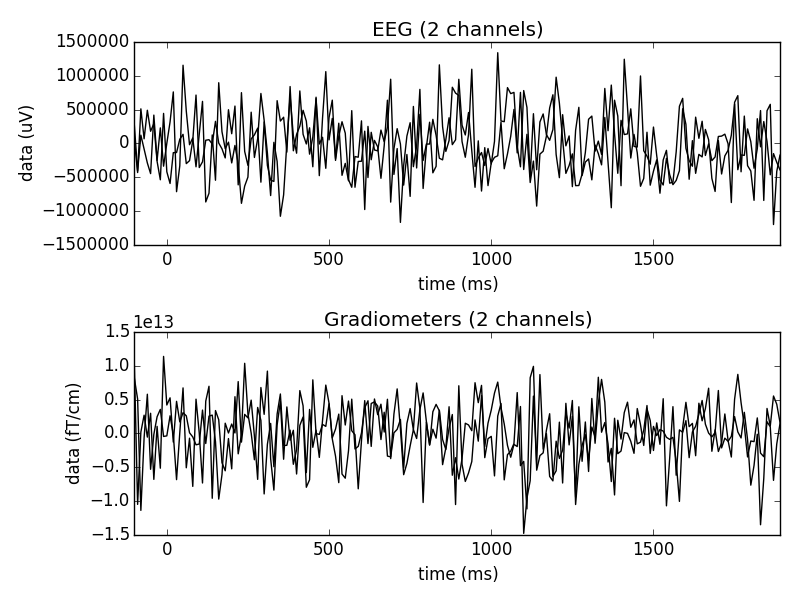 EEG (2 channels)
1500000
1000000
500000
0
−500000
−1000000
−1500000
data (uV)
0 500 1000 1500
time (ms)
Gradiometers (2 channels)
1e13
1.5
1.0
0.5
0.0
−0.5
−1.0
−1.5
data (fT/cm)
0 500 1000 1500
time (ms)